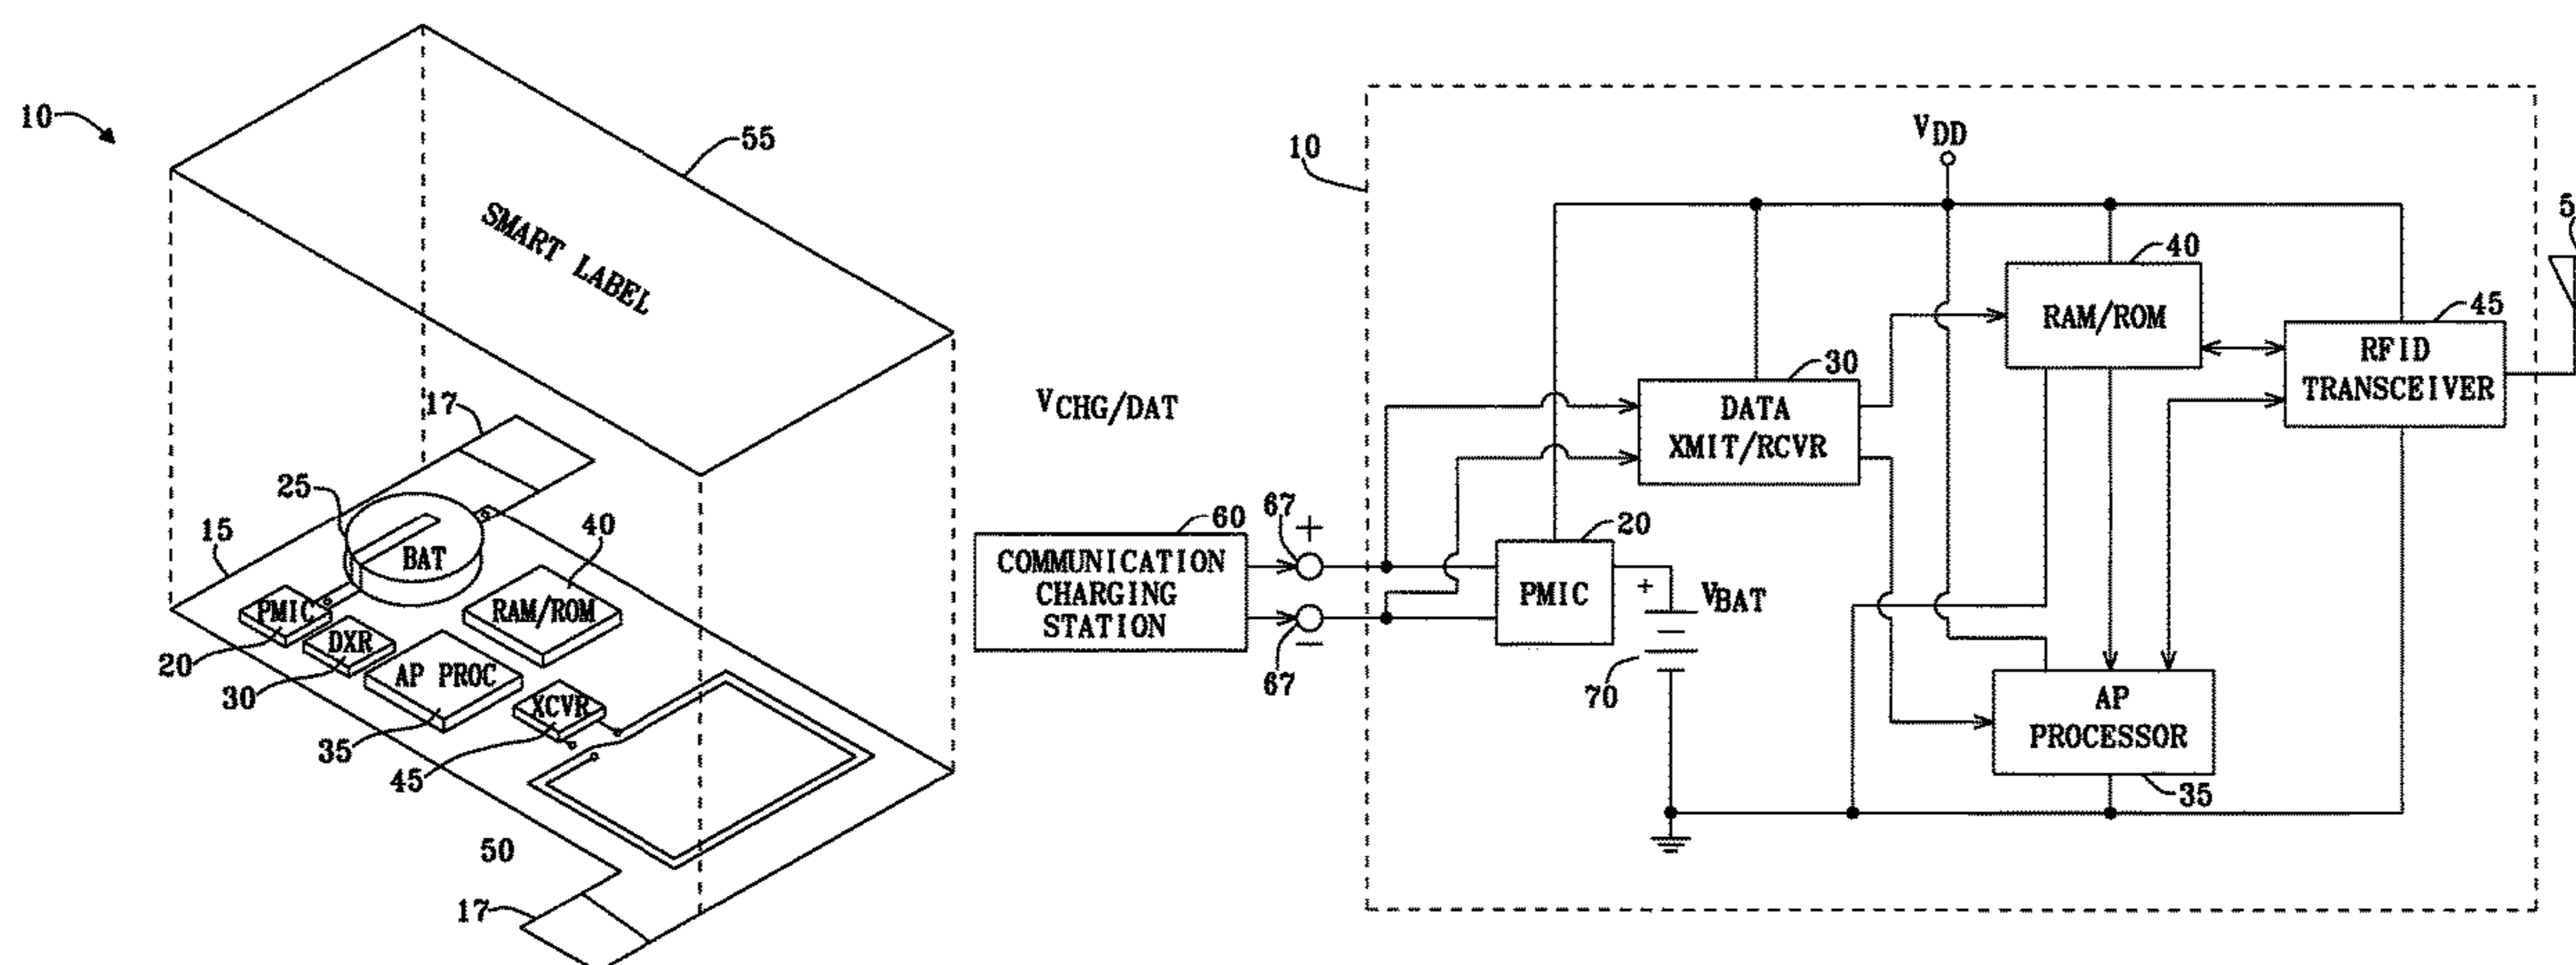 10
55
SMART LABEL
17
25
BAT
15
40
PMIC
RAM/ROM
DXR
20
AP PROC
30
XCVR
35
45
50
17
VCHG/DAT
60
COMMUNICATION
CHARGING
STATION
67
+
67
−
10
VDD
40
RAM/ROM
45
RFID
TRANSCEIVER
5
30
DATA
XMIT/RCVR
20
PMIC
+
VBAT
70
AP
PROCESSOR
35